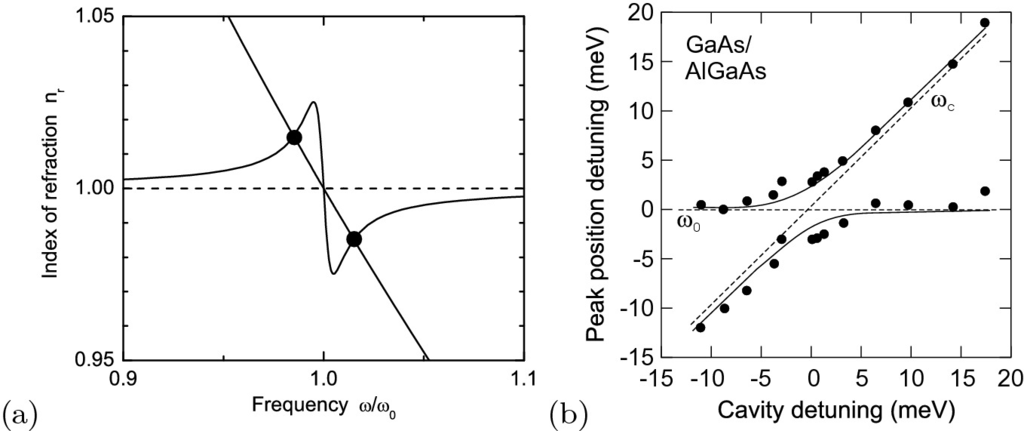 1.05
1.00
0.95
0.9
1.0
1.1
Index of refraction nᵣ
Frequency ω/ω₀
(a)
20
15
10
5
0
-5
-10
-15
-15
-10
-5
0
5
10
15
20
Peak position detuning (meV)
Cavity detuning (meV)
GaAs/
AlGaAs
ω_c
ω₀
(b)